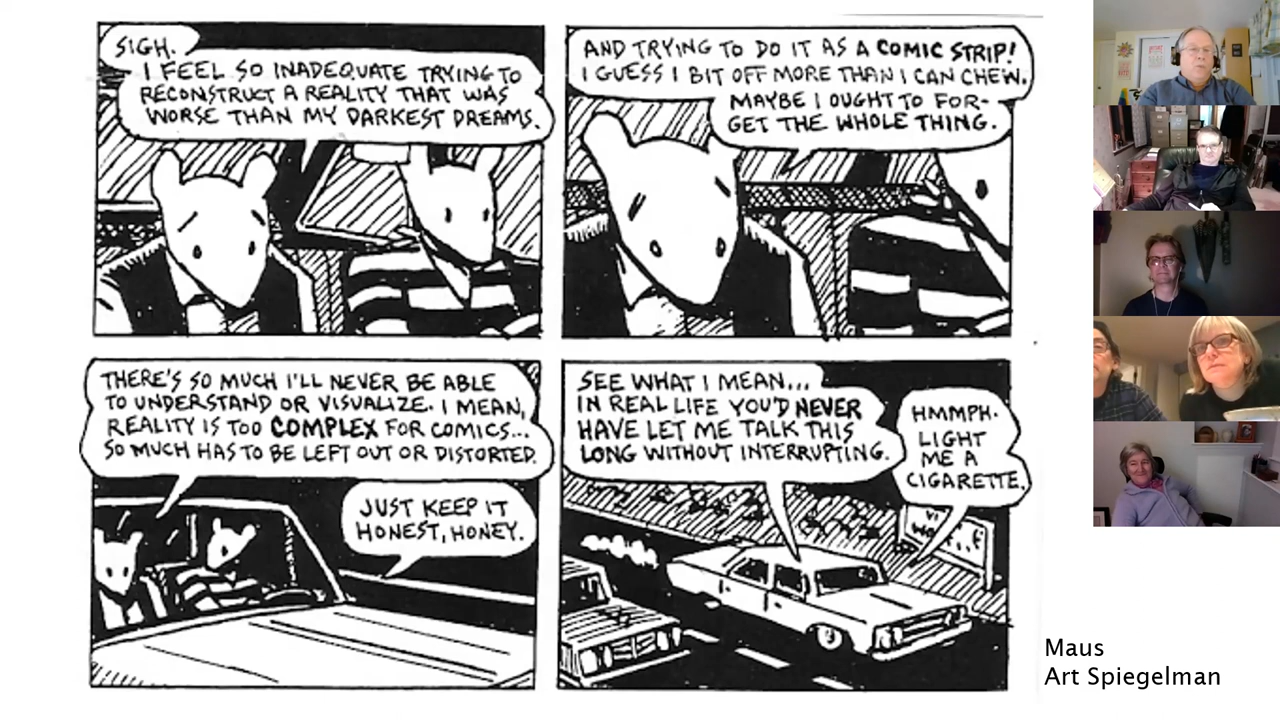 SIGH.
I FEEL SO INADEQUATE TRYING TO
RECONSTRUCT A REALITY THAT WAS
WORSE THAN MY DARKEST DREAMS.
AND TRYING TO DO IT AS A COMIC STRIP!
I GUESS I BIT OFF MORE THAN I CAN CHEW.
MAYBE I OUGHT TO FOR-
GET THE WHOLE THING.
THERE'S SO MUCH I'LL NEVER BE ABLE
TO UNDERSTAND OR VISUALIZE. I MEAN,
REALITY IS TOO COMPLEX FOR COMICS...
SO MUCH HAS TO BE LEFT OUT OR DISTORTED.
JUST KEEP IT
HONEST, HONEY.
SEE WHAT I MEAN...
IN REAL LIFE YOU'D NEVER
HAVE LET ME TALK THIS
LONG WITHOUT INTERRUPTING.
HMMPH.
LIGHT
ME A
CIGARETTE.
Maus
Art Spiegelman